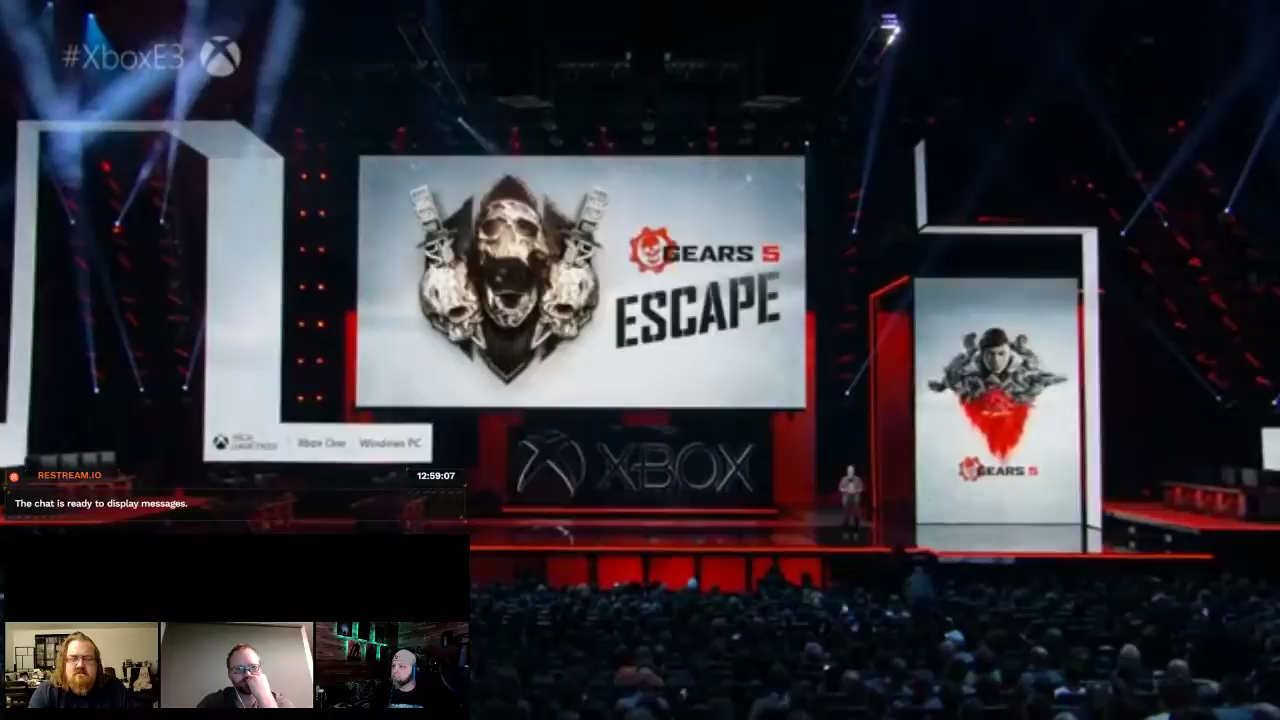 #XboxE3
GEARS 5
ESCAPE
Xbox One
Windows PC
XBOX
GEARS 5
RESTREAM.IO
12:59:07
The chat is ready to display messages.